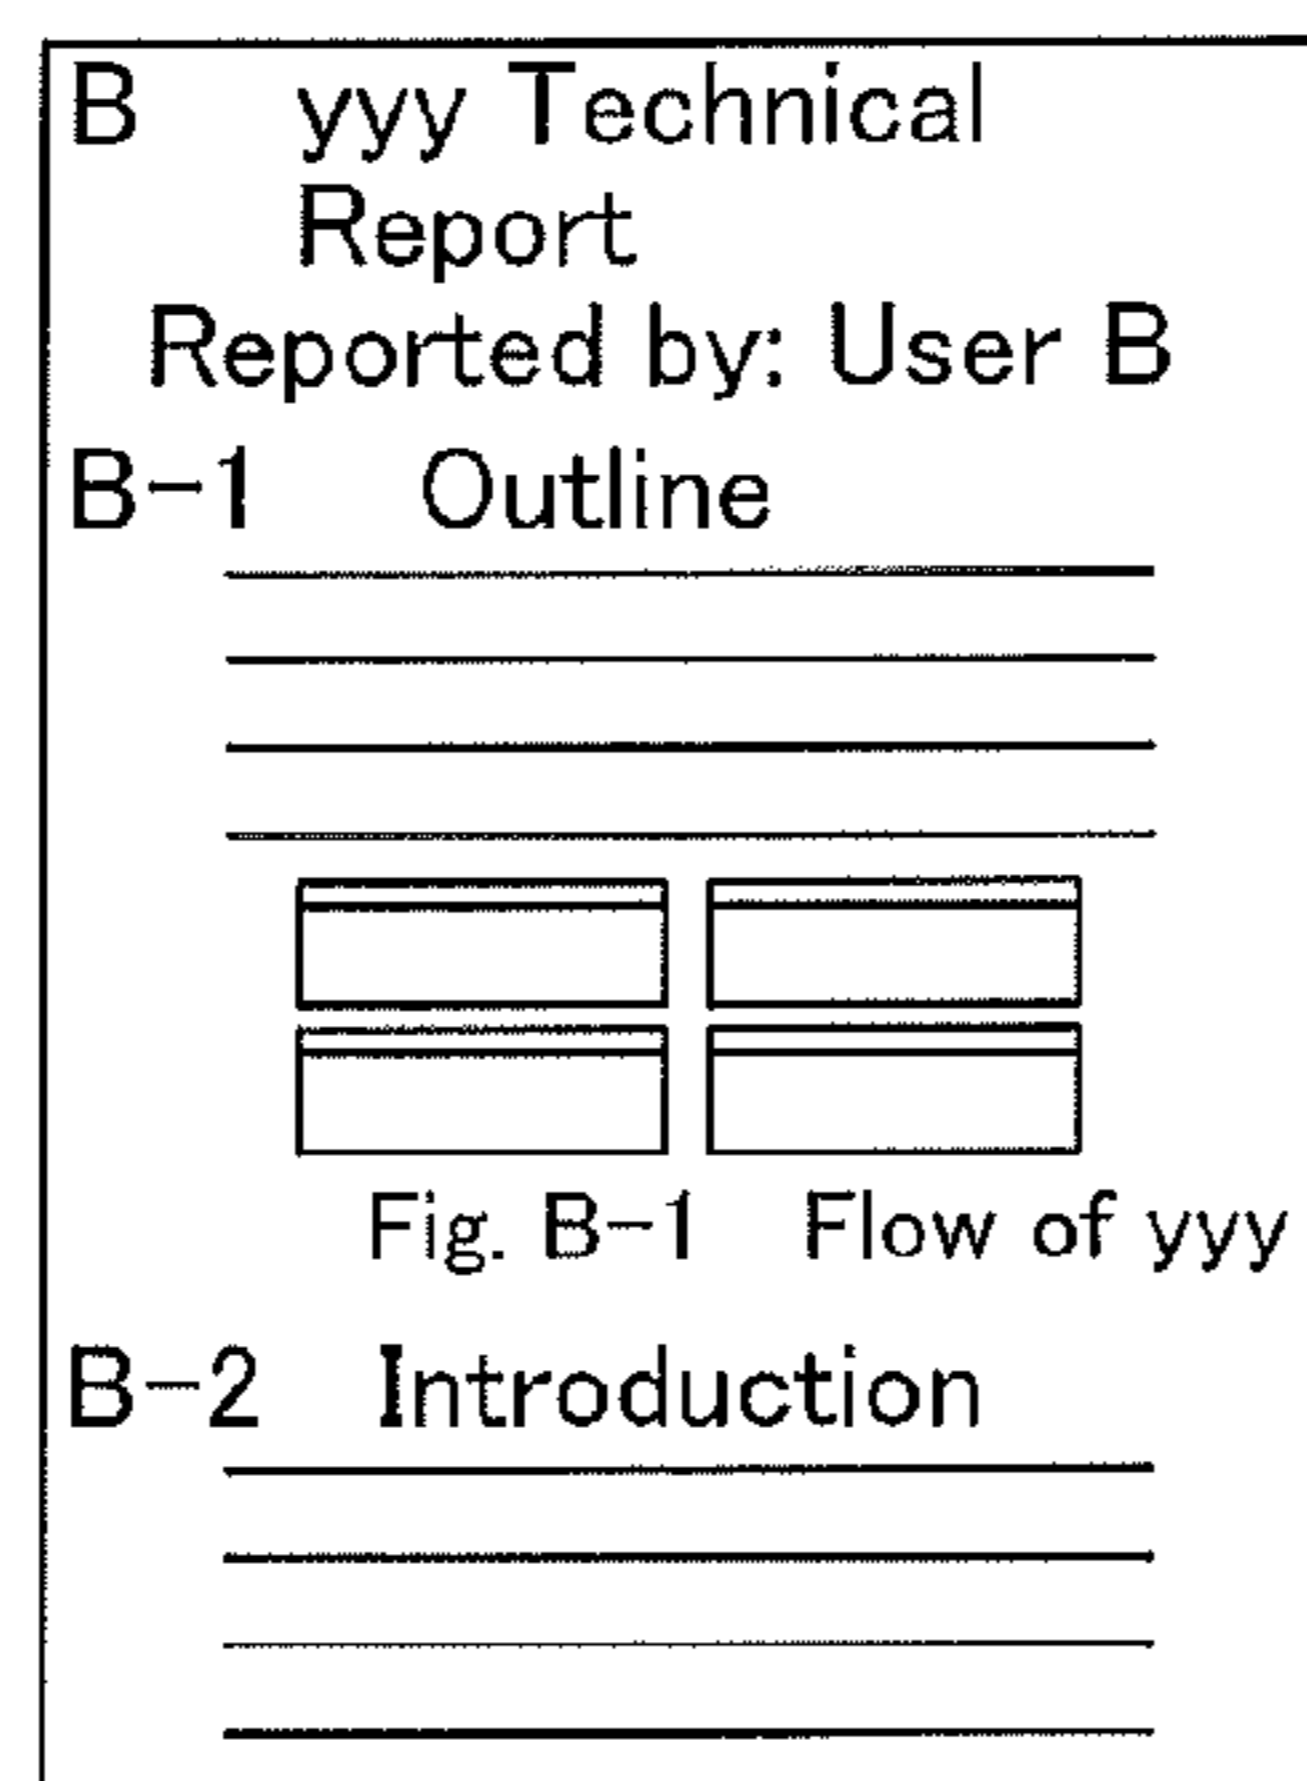 B yyy Technical
Report
Reported by: User B
B-1 Outline
Fig. B-1 Flow of yyy
B-2 Introduction